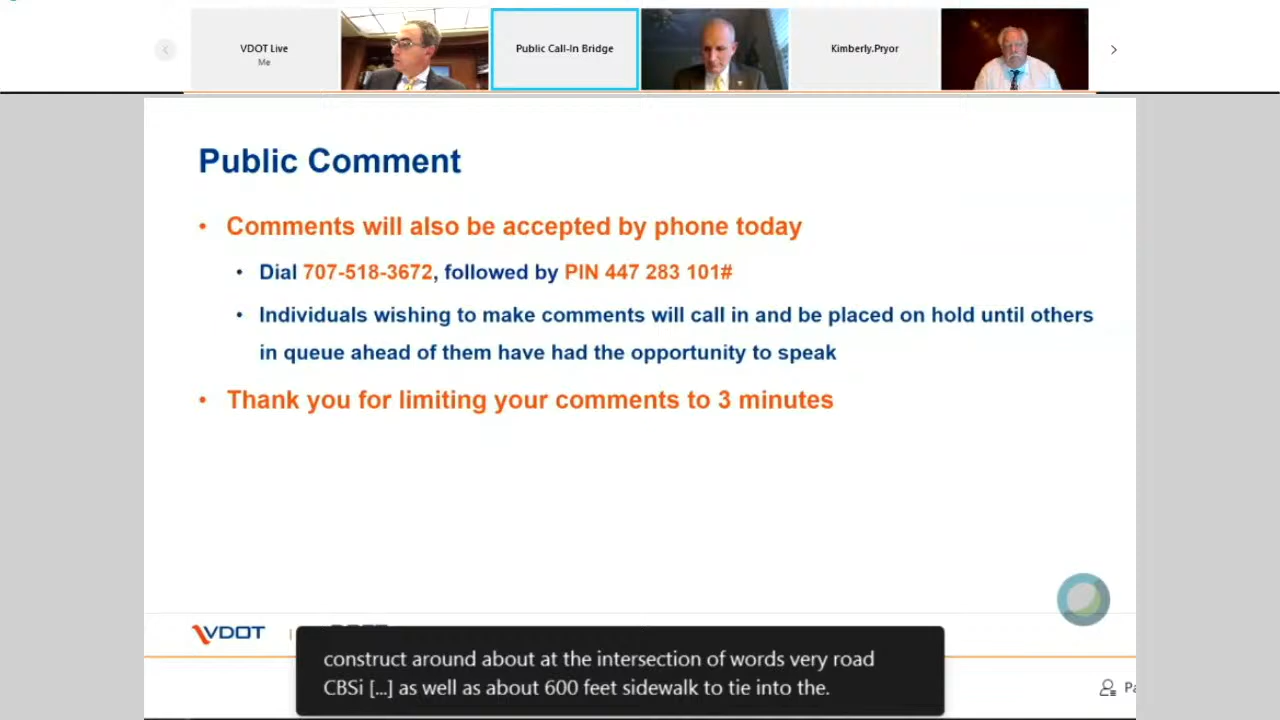 VDOT Live
Me
Public Call-In Bridge
Kimberly.Pryor
Public Comment
• Comments will also be accepted by phone today
• Dial 707-518-3672, followed by PIN 447 283 101#
• Individuals wishing to make comments will call in and be placed on hold until others
in queue ahead of them have had the opportunity to speak
• Thank you for limiting your comments to 3 minutes
VDOT
construct around about at the intersection of words very road
CBSi [...] as well as about 600 feet sidewalk to tie into the.
Pa